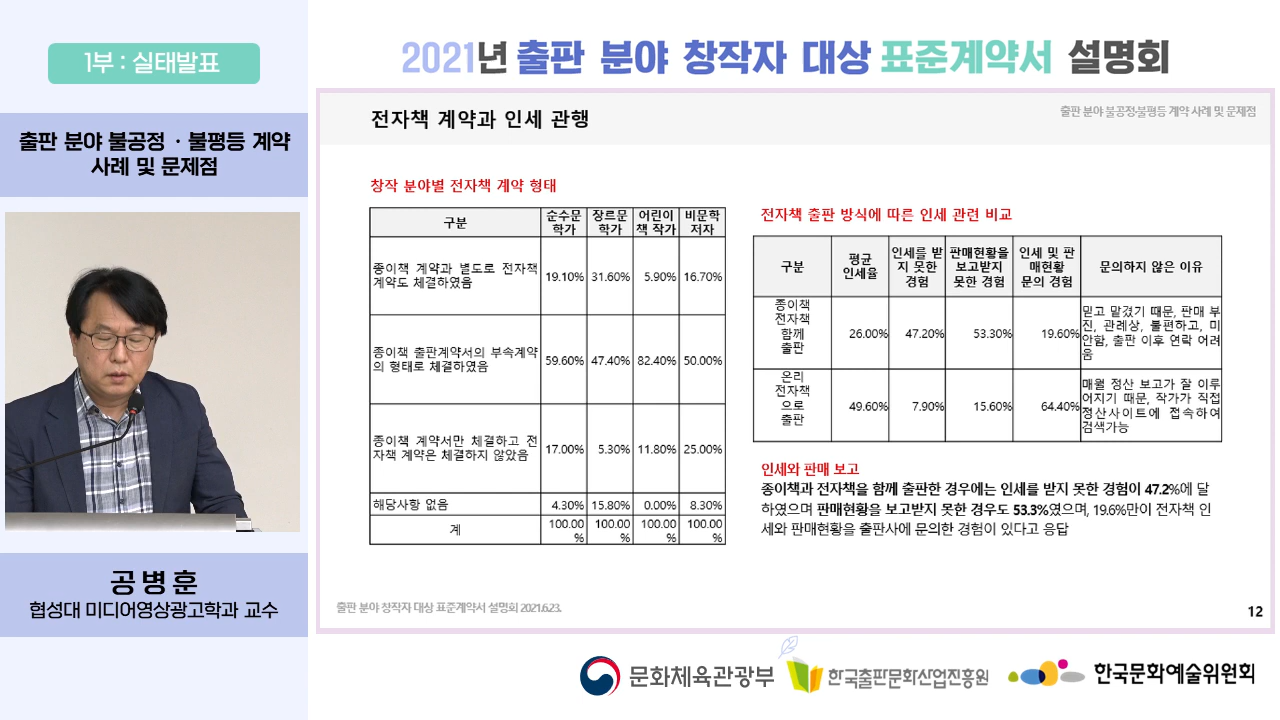 1부 : 실태발표
2021년 출판 분야 창작자 대상 표준계약서 설명회
출판 분야 불공정 · 불평등 계약
사례 및 문제점
공병훈
협성대 미디어영상광고학과 교수
전자책 계약과 인세 관행
출판 분야 불공정·불평등 계약 사례 및 문제점
창작 분야별 전자책 계약 형태
구분 순수문 장르문 어린이 비문학
학가 학가 책 작가 저자
종이책 계약과 별도로 전자책
계약도 체결하였음 19.10% 31.60% 5.90% 16.70%
종이책 출판계약서의 부속계약
의 형태로 체결하였음 59.60% 47.40% 82.40% 50.00%
종이책 계약서만 체결하고 전
자책 계약은 체결하지 않았음 17.00% 5.30% 11.80% 25.00%
해당사항 없음 4.30% 15.80% 0.00% 8.30%
계 100.00 100.00 100.00 100.00
% % % %
전자책 출판 방식에 따른 인세 관련 비교
구분 평균 인세율 인세를 받지 못한 경험 판매현황을 보고받지 못한 경험 인세 및 판매현황 문의 경험 문의하지 않은 이유
종이책
전자책
함께
출판
26.00% 47.20% 53.30% 19.60%
믿고 맡겼기 때문, 판매 부
진, 관례상, 불편하고, 미
안함, 출판 이후 연락 어려
움
온리
전자책
으로
출판
49.60% 7.90% 15.60% 64.40%
매월 정산 보고가 잘 이루
어지기 때문, 작가가 직접
정산사이트에 접속하여
검색가능
인세와 판매 보고
종이책과 전자책을 함께 출판한 경우에는 인세를 받지 못한 경험이 47.2%에 달
하였으며 판매현황을 보고받지 못한 경우도 53.3%였으며, 19.6%만이 전자책 인
세와 판매현황을 출판사에 문의한 경험이 있다고 응답
출판 분야 창작자 대상 표준계약서 설명회 2021.6.23.
12
문화체육관광부 한국출판문화산업진흥원 한국문화예술위원회